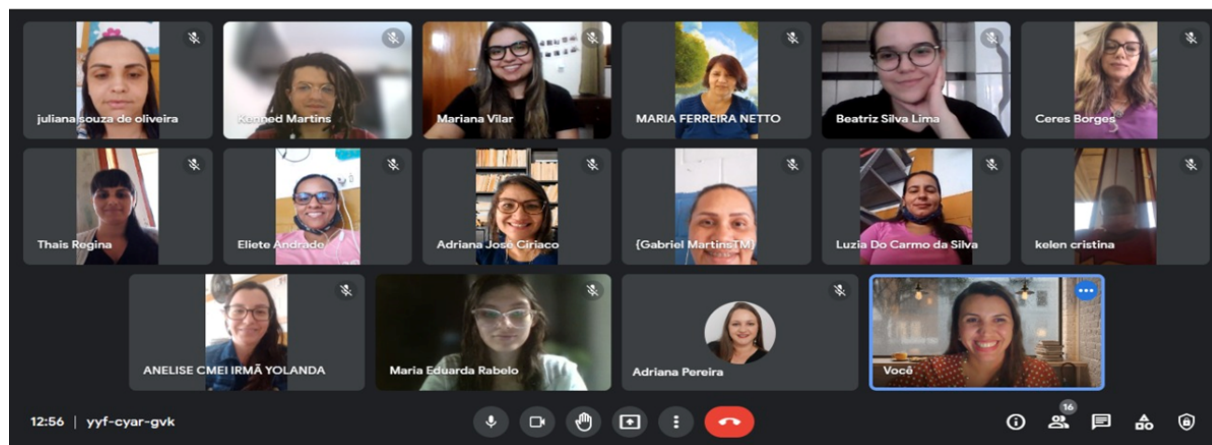 juliana souza de oliveira
Kenned Martins
Mariana Vilar
MARIA FERREIRA NETTO
Beatriz Silva Lima
Ceres Borges
Thais Regina
Eliete Andrade
Adriana José Ciriaco
{Gabriel MartinsTM}
Luzia Do Carmo da Silva
kelen cristina
ANELISE CMEI IRMÃ YOLANDA
Maria Eduarda Rabelo
Adriana Pereira
Você
12:56 | yyf-cyar-gvk
16